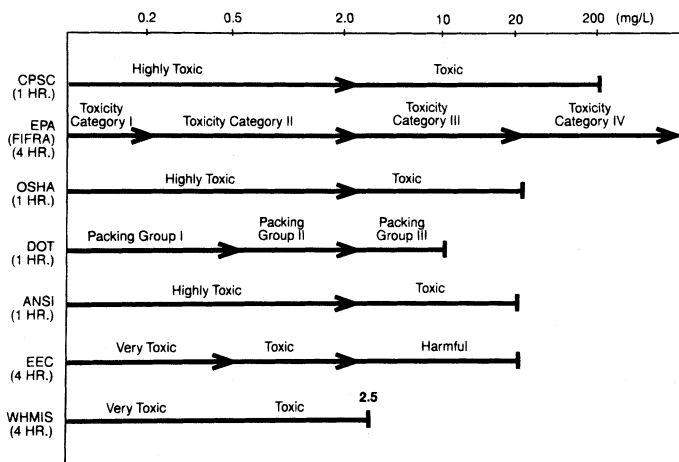 0.2 0.5 2.0 10 20 200 (mg/L)
CPSC
(1 HR.)
Highly Toxic Toxic
EPA
(FIFRA)
(4 HR.)
Toxicity
Category I
Toxicity Category II
Toxicity
Category III
Toxicity
Category IV
OSHA
(1 HR.)
Highly Toxic Toxic
DOT
(1 HR.)
Packing Group I
Packing
Group II
Packing
Group III
ANSI
(1 HR.)
Highly Toxic Toxic
EEC
(4 HR.)
Very Toxic Toxic Harmful
WHMIS
(4 HR.)
Very Toxic Toxic
2.5